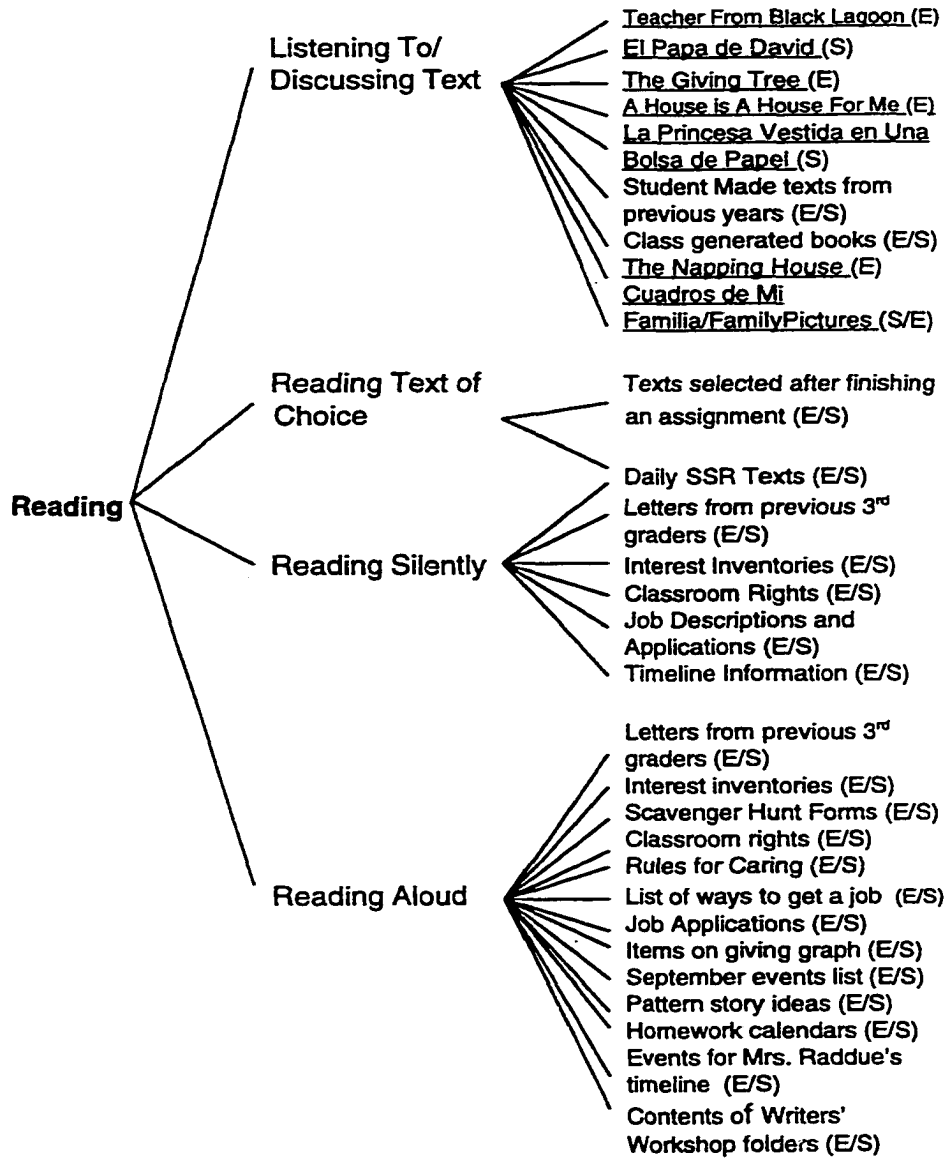 Reading
Listening To/
Discussing Text
Teacher From Black Lagoon (E)
El Papa de David (S)
The Giving Tree (E)
A House is A House For Me (E)
La Princesa Vestida en Una
Bolsa de Papel (S)
Student Made texts from
previous years (E/S)
Class generated books (E/S)
The Napping House (E)
Cuadros de Mi
Familia/FamilyPictures (S/E)
Reading Text of
Choice
Texts selected after finishing
an assignment (E/S)
Daily SSR Texts (E/S)
Reading Silently
Letters from previous 3rd
graders (E/S)
Interest Inventories (E/S)
Classroom Rights (E/S)
Job Descriptions and
Applications (E/S)
Timeline Information (E/S)
Reading Aloud
Letters from previous 3rd
graders (E/S)
Interest inventories (E/S)
Scavenger Hunt Forms (E/S)
Classroom rights (E/S)
Rules for Caring (E/S)
List of ways to get a job (E/S)
Job Applications (E/S)
Items on giving graph (E/S)
September events list (E/S)
Pattern story ideas (E/S)
Homework calendars (E/S)
Events for Mrs. Raddue's
timeline (E/S)
Contents of Writers'
Workshop folders (E/S)